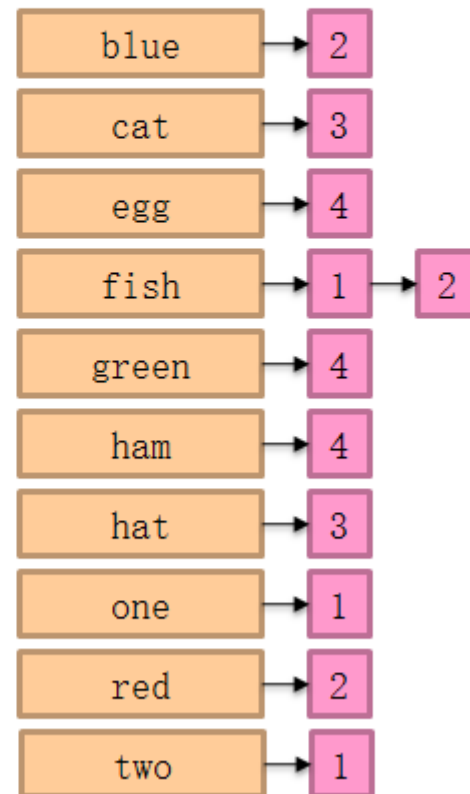 blue 2
cat 3
egg 4
fish 1 2
green 4
ham 4
hat 3
one 1
red 2
two 1